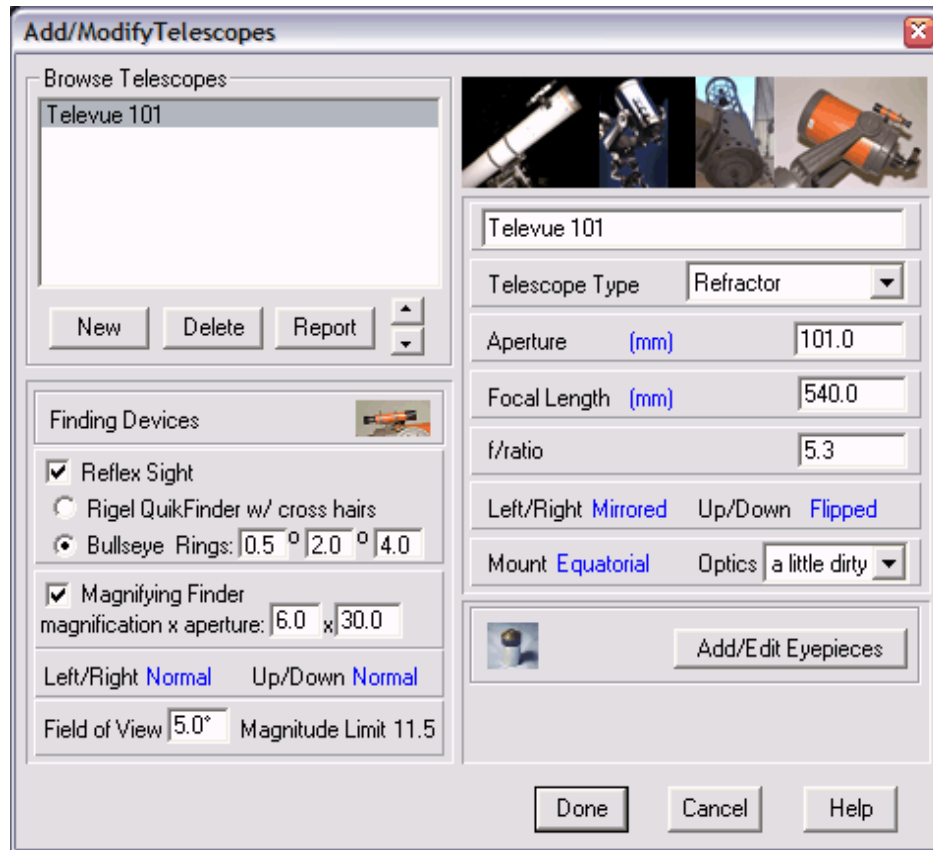 Add/ModifyTelescopes
Browse Telescopes
Televue 101
New Delete Report
Finding Devices
Reflex Sight
Rigel QuikFinder w/ cross hairs
Bullseye Rings: 0.5 º 2.0 º 4.0
Magnifying Finder
magnification x aperture: 6.0 x 30.0
Left/Right Normal Up/Down Normal
Field of View 5.0° Magnitude Limit 11.5
Televue 101
Telescope Type Refractor
Aperture (mm) 101.0
Focal Length (mm) 540.0
f/ratio 5.3
Left/Right Mirrored Up/Down Flipped
Mount Equatorial Optics a little dirty
Add/Edit Eyepieces
Done Cancel Help